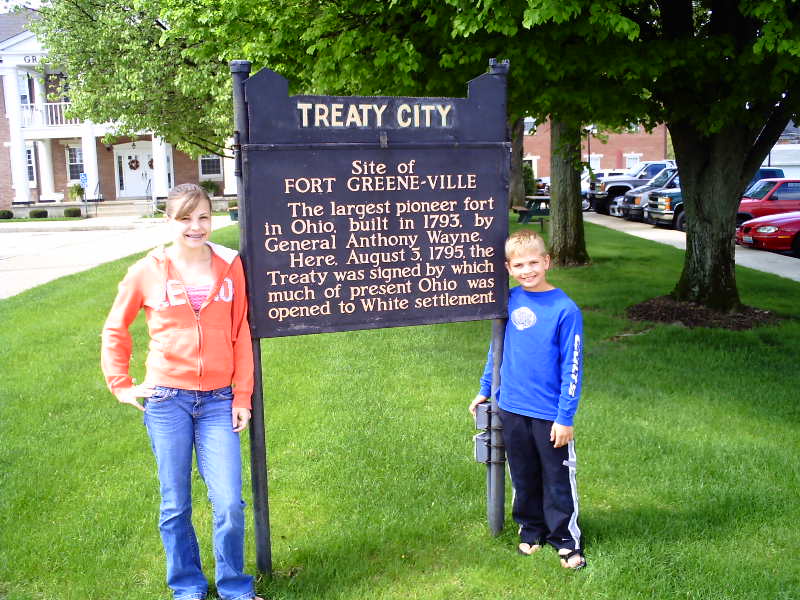 TREATY CITY
Site of
FORT GREENE-VILLE
The largest pioneer fort
in Ohio, built in 1793, by
General Anthony Wayne.
Here, August 3, 1795, the
Treaty was signed by which
much of present Ohio was
opened to White settlement.
GR
COLTS